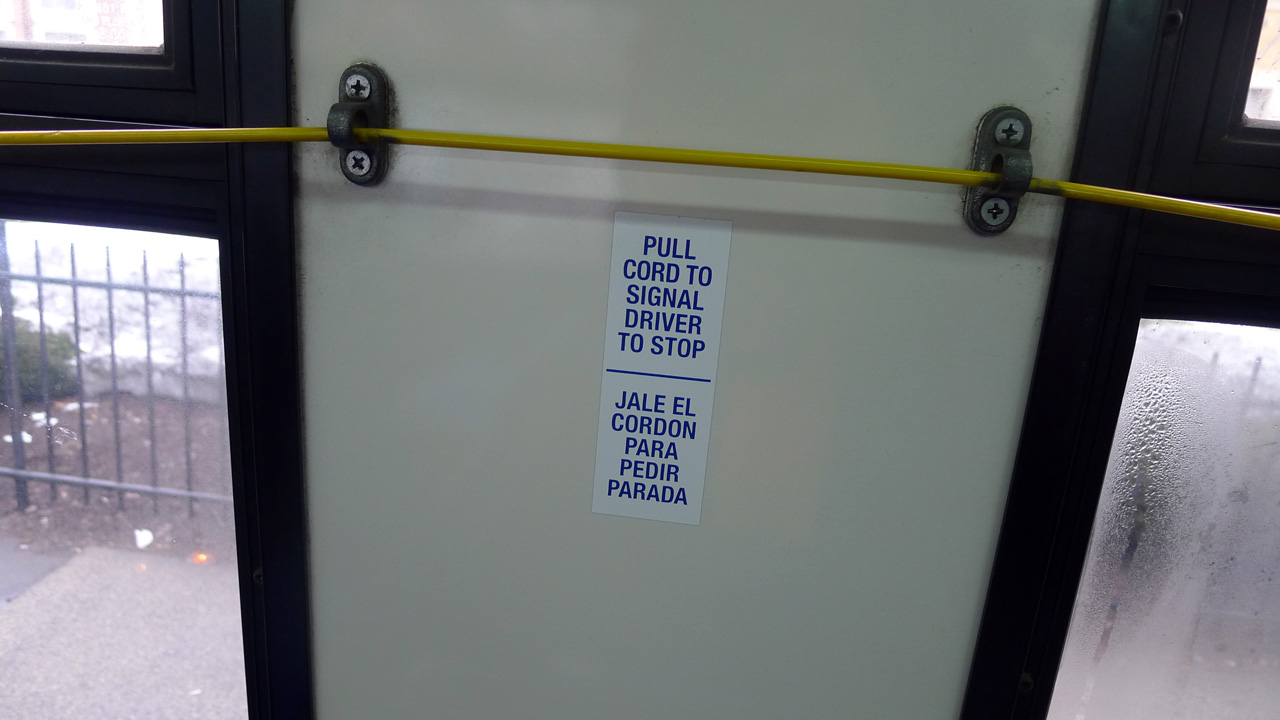 PULL
CORD TO
SIGNAL
DRIVER
TO STOP
JALE EL
CORDON
PARA
PEDIR
PARADA